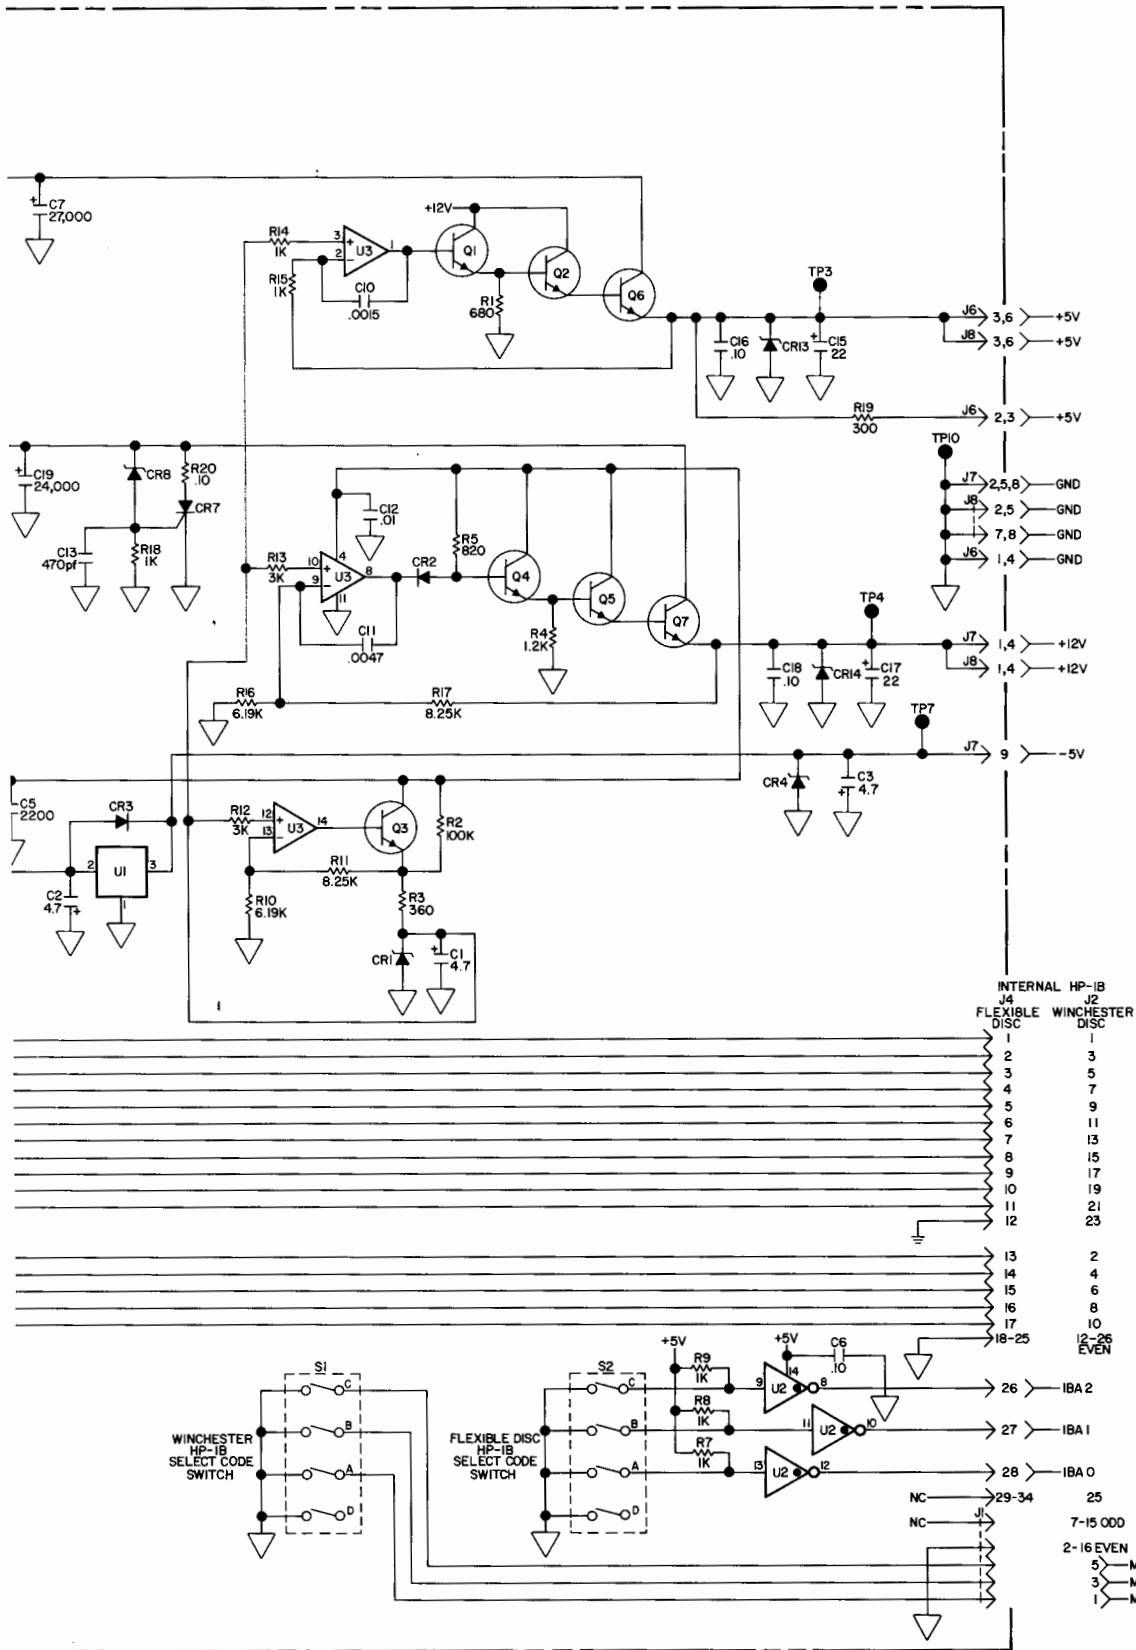 C7
27,000
+12V
R14
1K
3
+
2
-
U3
1
R15
1K
C10
.0015
Q1
Q2
Q6
R1
680
TP3
C16
.10
CR13
+
C15
22
J6 3,6 +5V
J8 3,6 +5V
R19
300
J6 2,3 +5V
TP10
J7 2,5,8 GND
J8 2,5 GND
7,8 GND
J6 1,4 GND
+
C19
24,000
CR8
R20
.10
CR7
C13
470pf
R18
1K
C12
.01
R5
820
R13
3K
10
+
9
-
4
U3
8
11
CR2
Q4
Q5
Q7
C11
.0047
R4
1.2K
TP4
C18
.10
CR14
+
C17
22
J7 1,4 +12V
J8 1,4 +12V
R16
6.19K
R17
8.25K
TP7
J7 9 -5V
CR4
C3
4.7
+
C5
2200
CR3
2
U1
3
1
C2
4.7
+
R12
3K
12
+
13
-
U3
14
Q3
R2
100K
R11
8.25K
R10
6.19K
R3
360
CR1
+
C1
4.7
INTERNAL HP-IB
J4 J2
FLEXIBLE WINCHESTER
DISC DISC
1 1
2 3
3 5
4 7
5 9
6 11
7 13
8 15
9 17
10 19
11 21
12 23
13 2
14 4
15 6
16 8
17 10
18-25 12-26
EVEN
S1
C
B
A
D
WINCHESTER
HP-IB
SELECT CODE
SWITCH
S2
C
B
A
D
FLEXIBLE DISC
HP-IB
SELECT CODE
SWITCH
+5V
R9
1K
R8
1K
R7
1K
+5V
C6
.10
14
9 U2 8
11 U2 10
13 U2 12
26 IBA2
27 IBA1
28 IBA0
NC 29-34 25
NC J1 7-15 ODD
2-16 EVEN
5 M
3 M
1 M